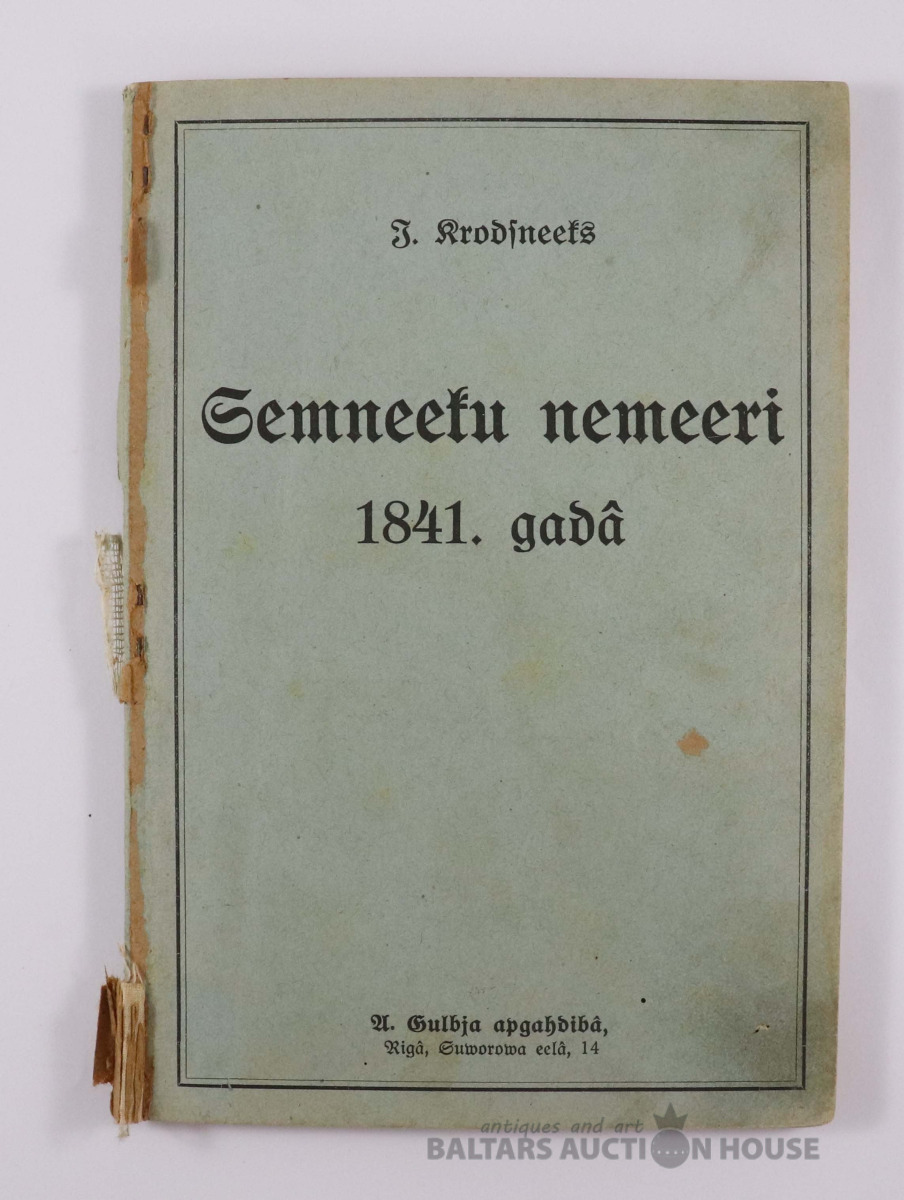 J. Krodſneeks
Semneeku nemeeri
1841. gadâ
A. Gulbja apgahdibâ,
Rigâ, Suworowa eelâ, 14
antiques and art
BALTARS AUCTION HOUSE